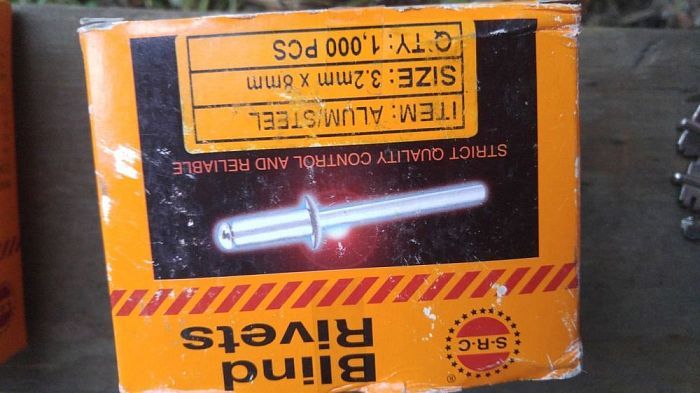 S-R-C
®
Blind
Rivets
STRICT QUALITY CONTROL AND RELIABLE
ITEM: ALUM/STEEL
SIZE: 3.2mm x 8mm
Q'TY: 1,000 PCS